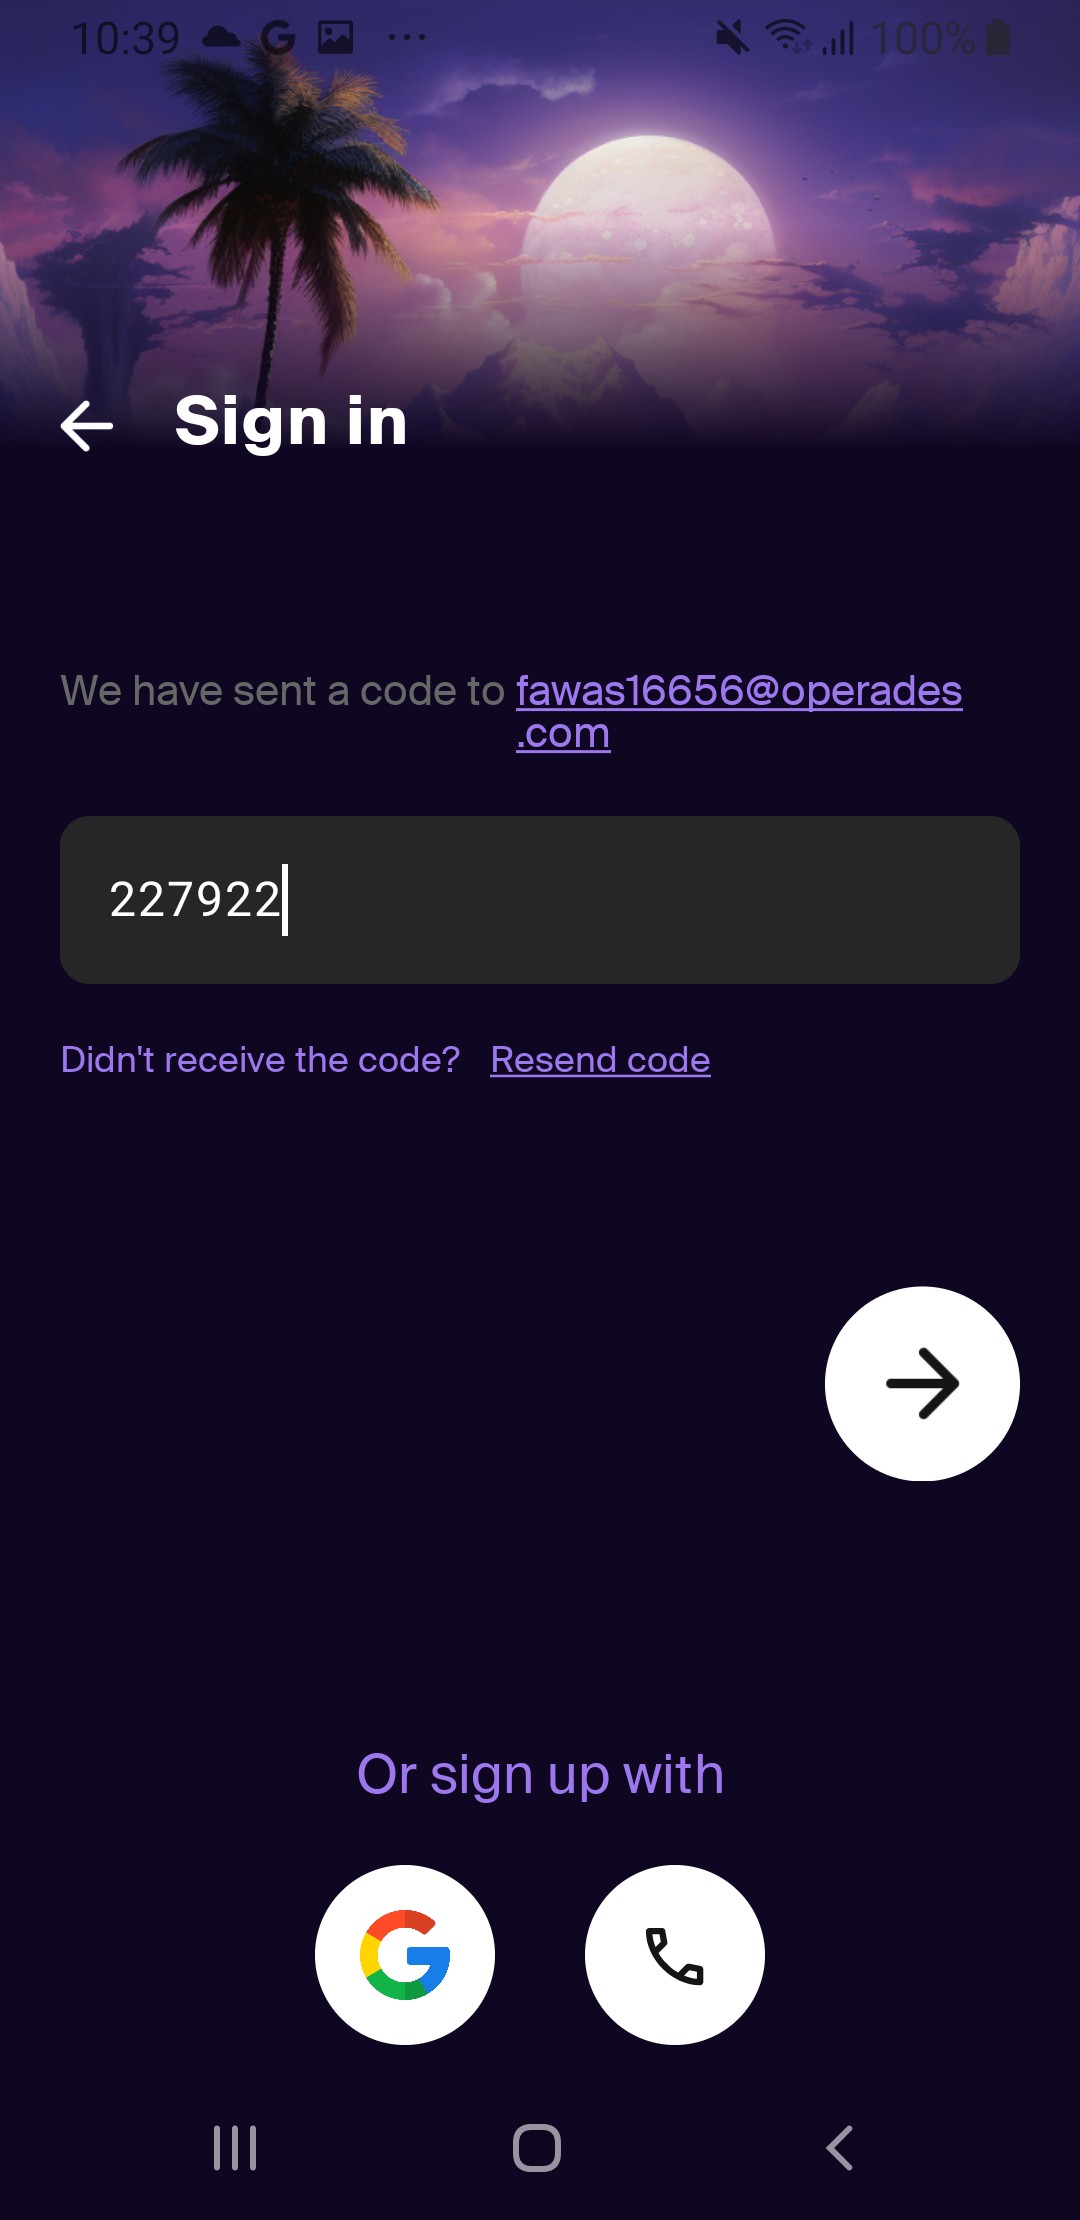 10:39 100%
Sign in
We have sent a code to fawas16656@operades
.com
227922
Didn't receive the code? Resend code
Or sign up with